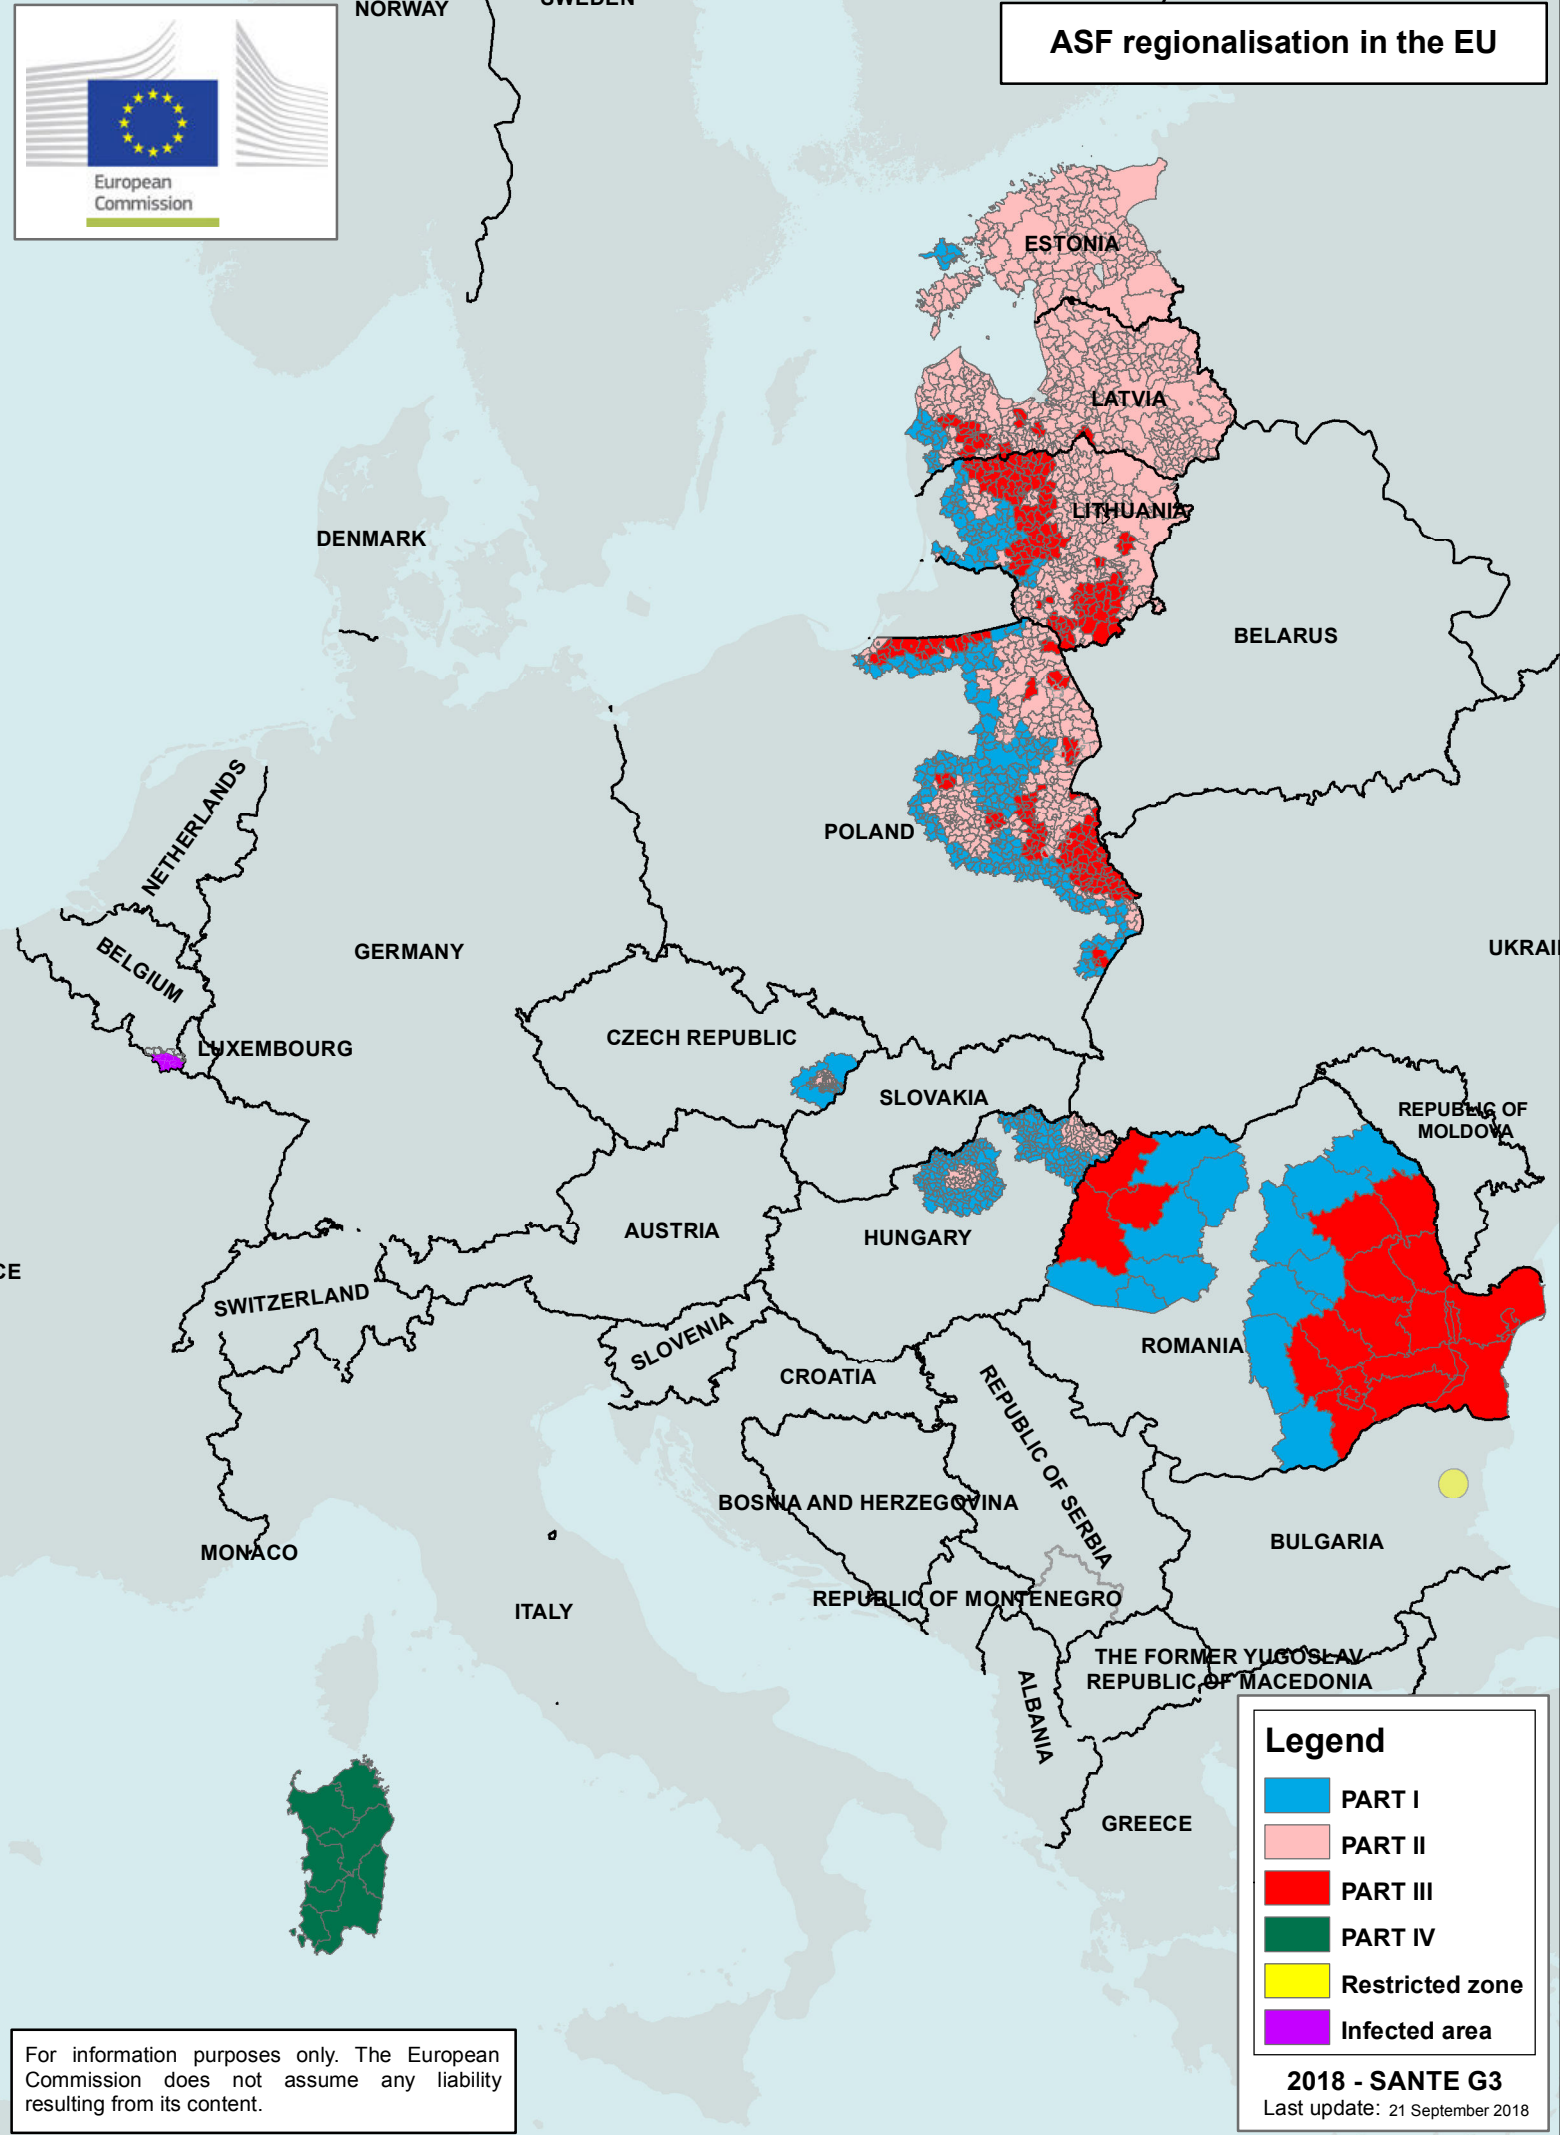 NORWAY
SWEDEN
European
Commission
ASF regionalisation in the EU
ESTONIA
LATVIA
LITHUANIA
DENMARK
BELARUS
NETHERLANDS
POLAND
BELGIUM
GERMANY
UKRAI
LUXEMBOURG
CZECH REPUBLIC
SLOVAKIA
REPUBLIC OF
MOLDOVA
AUSTRIA
HUNGARY
CE
SWITZERLAND
SLOVENIA
ROMANIA
CROATIA
REPUBLIC OF SERBIA
BOSNIA AND HERZEGOVINA
BULGARIA
MONACO
REPUBLIC OF MONTENEGRO
ITALY
THE FORMER YUGOSLAV
REPUBLIC OF MACEDONIA
ALBANIA
GREECE
Legend
PART I
PART II
PART III
PART IV
Restricted zone
Infected area
2018 - SANTE G3
Last update: 21 September 2018
For information purposes only. The European
Commission does not assume any liability
resulting from its content.